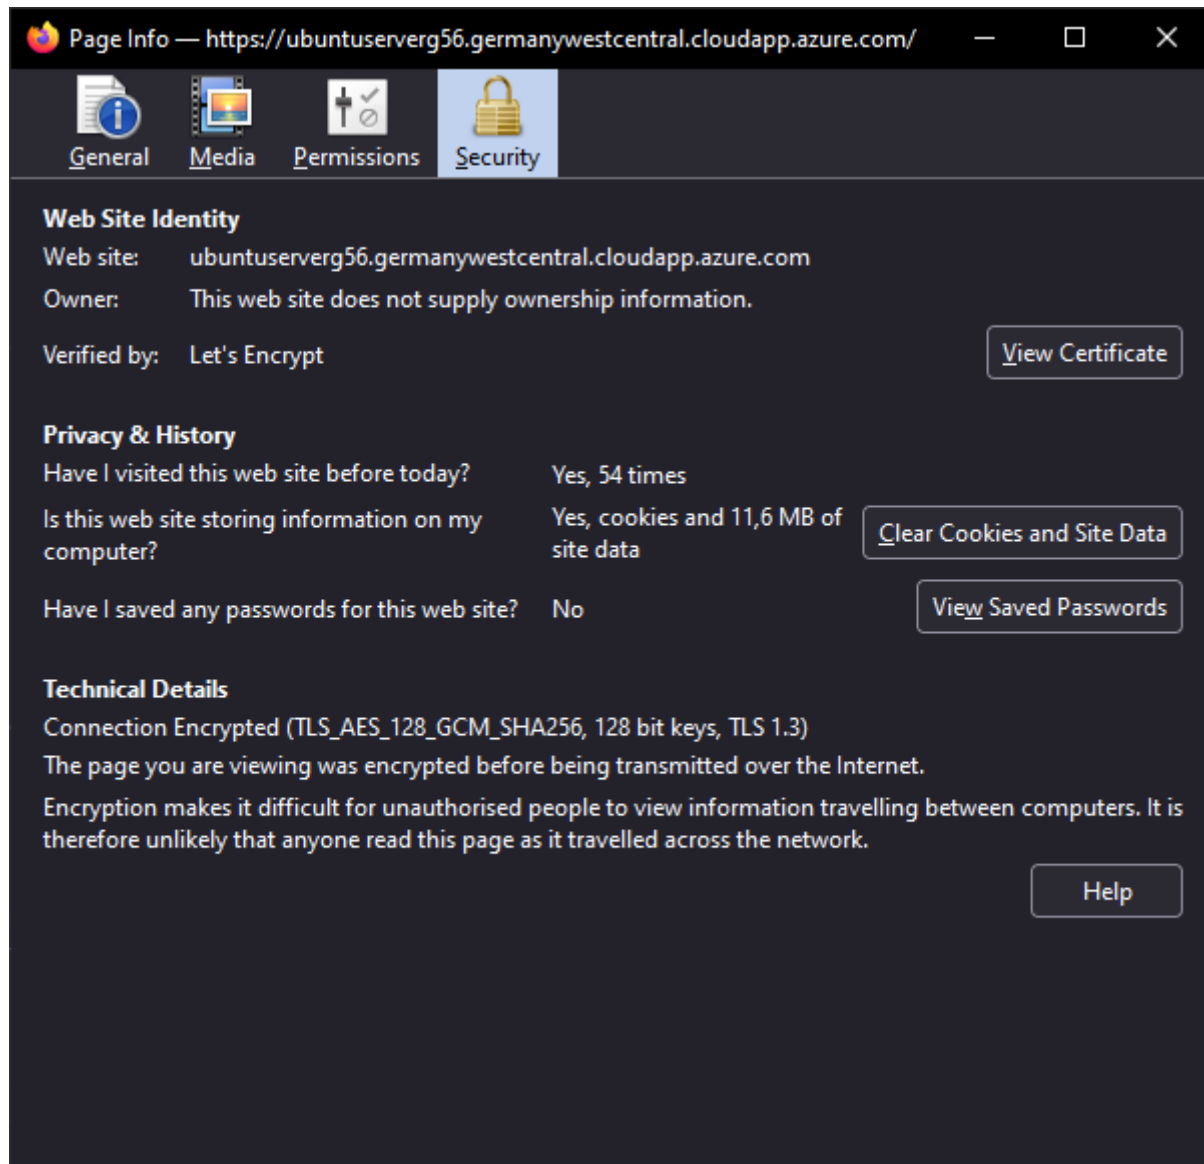 Page Info — https://ubuntuserverg56.germanywestcentral.cloudapp.azure.com/
General Media Permissions Security
Web Site Identity
Web site: ubuntuserverg56.germanywestcentral.cloudapp.azure.com
Owner: This web site does not supply ownership information.
Verified by: Let's Encrypt View Certificate
Privacy & History
Have I visited this web site before today? Yes, 54 times
Is this web site storing information on my computer? Yes, cookies and 11,6 MB of site data Clear Cookies and Site Data
Have I saved any passwords for this web site? No View Saved Passwords
Technical Details
Connection Encrypted (TLS_AES_128_GCM_SHA256, 128 bit keys, TLS 1.3)
The page you are viewing was encrypted before being transmitted over the Internet.
Encryption makes it difficult for unauthorised people to view information travelling between computers. It is
therefore unlikely that anyone read this page as it travelled across the network.
Help